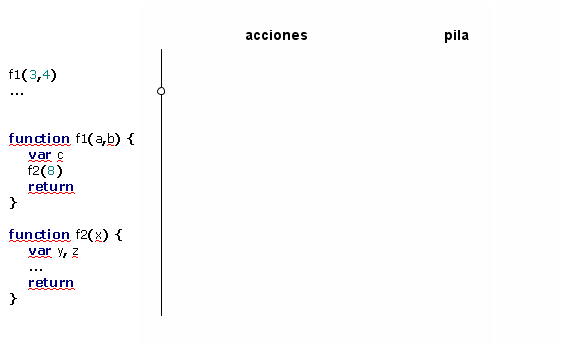 acciones pila
f1(3,4)
...
function f1(a,b) {
var c
f2(8)
return
}
function f2(x) {
var y, z
...
return
}